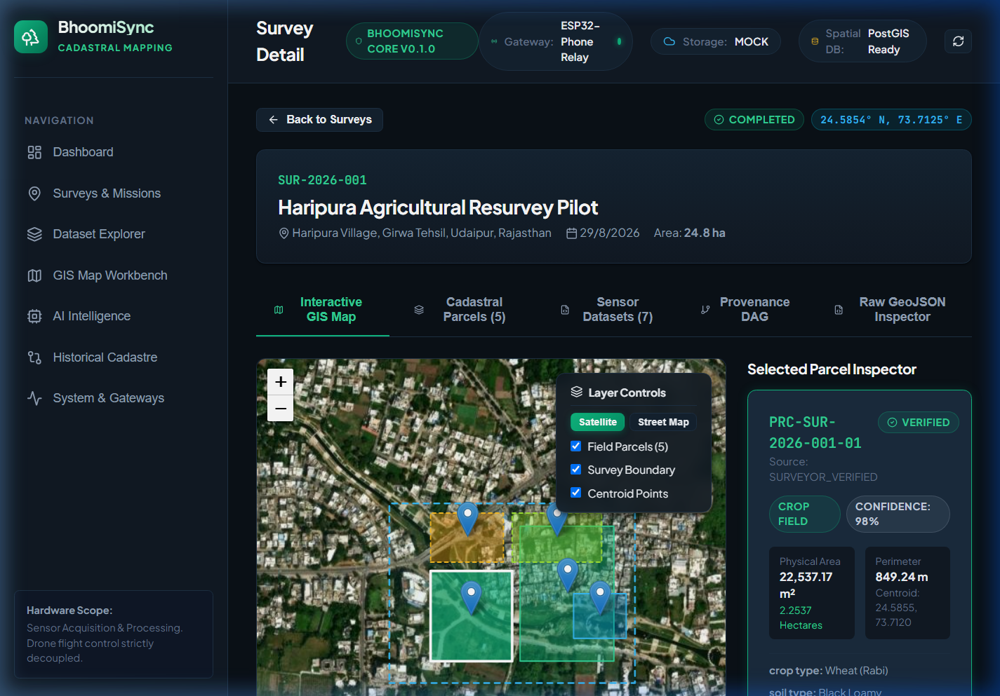 BhoomiSync
CADASTRAL MAPPING
NAVIGATION
Dashboard
Surveys & Missions
Dataset Explorer
GIS Map Workbench
AI Intelligence
Historical Cadastre
System & Gateways
Hardware Scope:
Sensor Acquisition & Processing.
Drone flight control strictly
decoupled.
Survey
Detail
BHOOMISYNC
CORE V0.1.0
Gateway:
ESP32-
Phone
Relay
Storage: MOCK
Spatial
DB:
PostGIS
Ready
Back to Surveys
COMPLETED
24.5854° N, 73.7125° E
SUR-2026-001
Haripura Agricultural Resurvey Pilot
Haripura Village, Girwa Tehsil, Udaipur, Rajasthan 29/8/2026 Area: 24.8 ha
Interactive
GIS Map
Cadastral
Parcels (5)
Sensor
Datasets (7)
Provenance
DAG
Raw GeoJSON
Inspector
+
−
Layer Controls
Satellite Street Map
Field Parcels (5)
Survey Boundary
Centroid Points
Selected Parcel Inspector
PRC-SUR-
2026-001-01
VERIFIED
Source:
SURVEYOR_VERIFIED
CROP
FIELD
CONFIDENCE:
98%
Physical Area
22,537.17
m²
2.2537
Hectares
Perimeter
849.24 m
Centroid:
24.5855,
73.7120
crop type: Wheat (Rabi)
soil type: Black Loamy